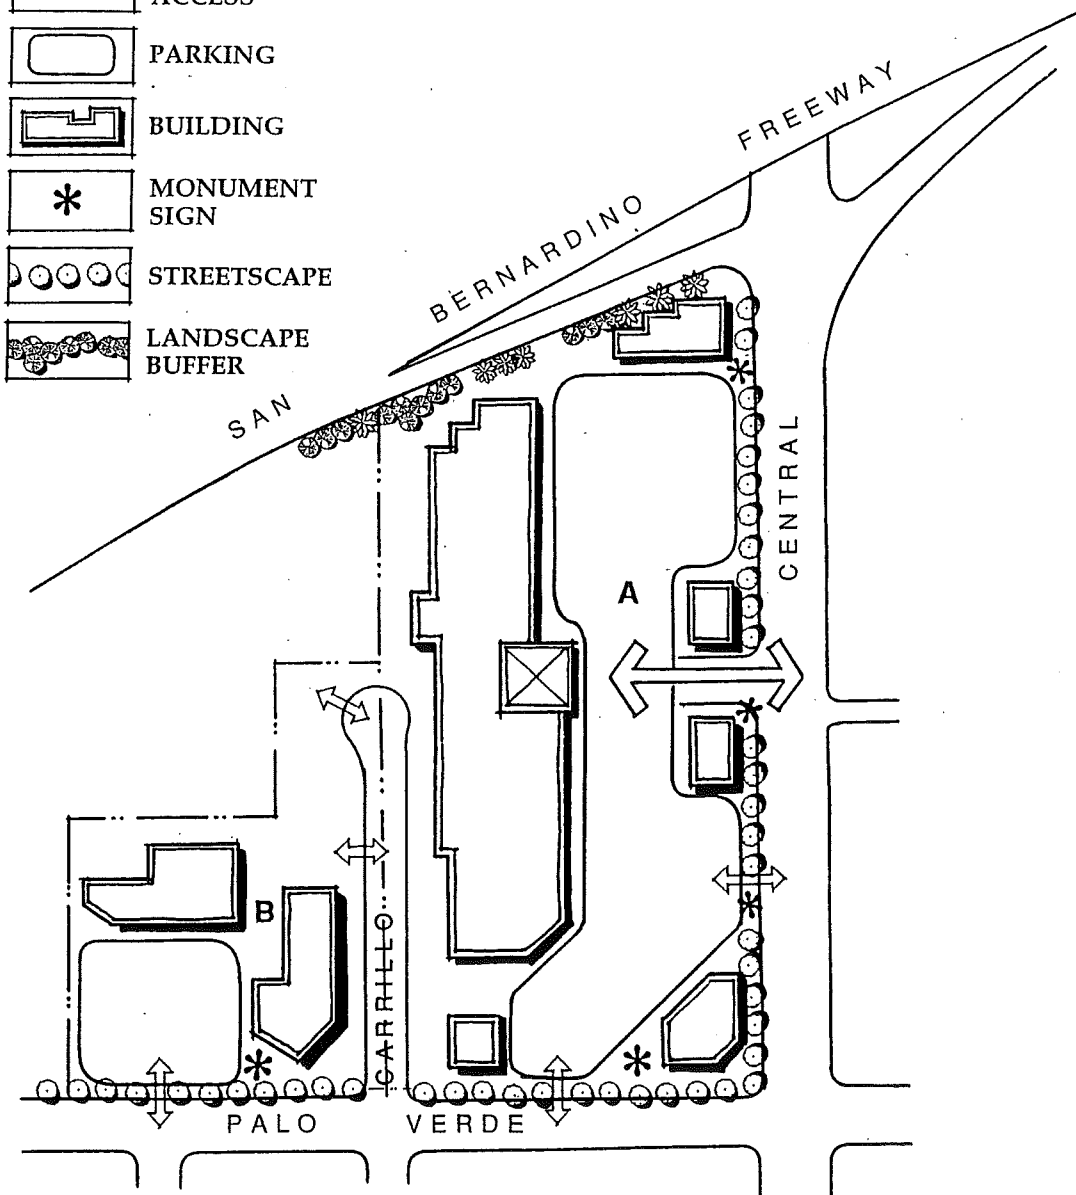 ACCESS
PARKING
BUILDING
MONUMENT
SIGN
STREETSCAPE
LANDSCAPE
BUFFER
SAN BERNARDINO FREEWAY
CENTRAL
A
B
CARRILLO
PALO VERDE